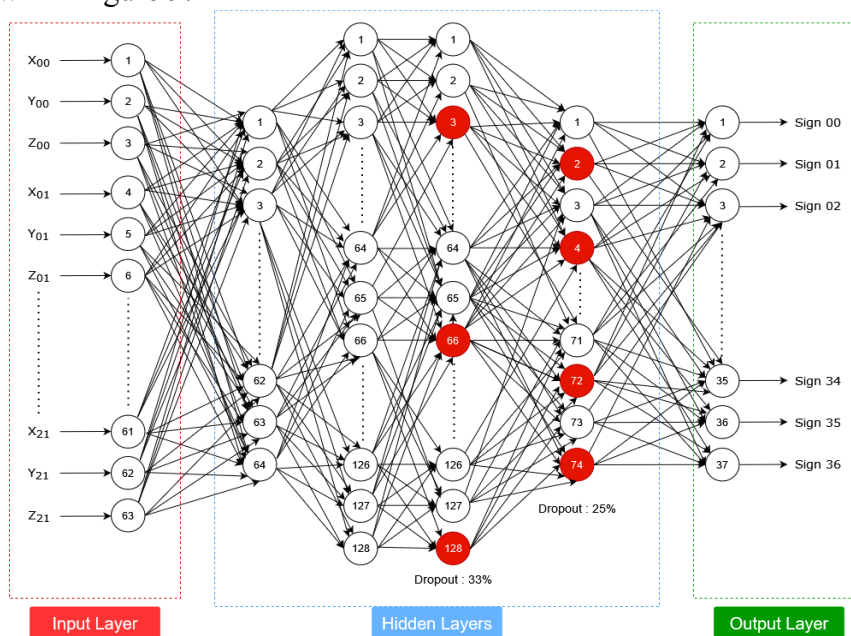 X00
Y00
Z00
X01
Y01
Z01
X21
Y21
Z21
1
2
3
4
5
6
61
62
63
Input Layer
1
2
3
62
63
64
1
2
3
64
65
66
126
127
128
1
2
3
64
65
66
126
127
128
Dropout : 33%
1
2
3
4
71
72
73
74
Dropout : 25%
Hidden Layers
1
2
3
35
36
37
Sign 00
Sign 01
Sign 02
Sign 34
Sign 35
Sign 36
Output Layer